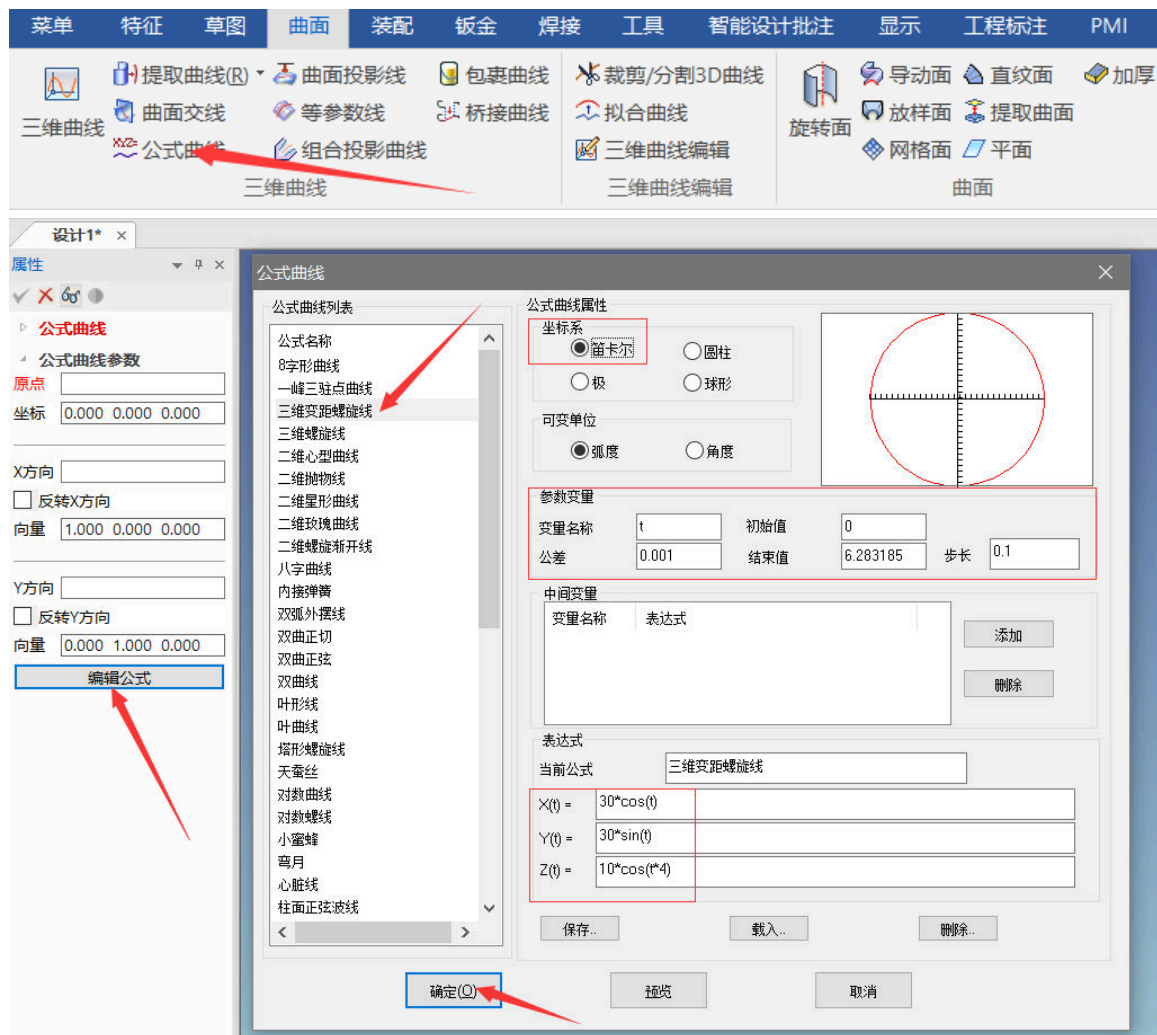 菜单 特征 草图 曲面 装配 钣金 焊接 工具 智能设计批注 显示 工程标注 PMI
提取曲线(R) 曲面投影线 包裹曲线 裁剪/分割3D曲线 导动面 直纹面 加厚
三维曲线 曲面交线 等参数线 桥接曲线 拟合曲线 旋转面 放样面 提取曲面
XYZ= 公式曲线 组合投影曲线 三维曲线编辑 网格面 平面
三维曲线 三维曲线编辑 曲面
设计1* ×
属性
公式曲线
公式曲线参数
原点
坐标 0.000 0.000 0.000
X方向
反转X方向
向量 1.000 0.000 0.000
Y方向
反转Y方向
向量 0.000 1.000 0.000
编辑公式
公式曲线
公式曲线列表
公式名称
8字形曲线
一峰三驻点曲线
三维变距螺旋线
三维螺旋线
二维心型曲线
二维抛物线
二维星形曲线
二维玫瑰曲线
二维螺旋渐开线
八字曲线
内接弹簧
双弧外摆线
双曲正切
双曲正弦
双曲线
叶形线
叶曲线
塔形螺旋线
天蚕丝
对数曲线
对数螺线
小蜜蜂
弯月
心脏线
柱面正弦波线
公式曲线属性
坐标系
笛卡尔 圆柱
极 球形
可变单位
弧度 角度
参数变量
变量名称 t 初始值 0
公差 0.001 结束值 6.283185 步长 0.1
中间变量
变量名称 表达式
添加
删除
表达式
当前公式 三维变距螺旋线
X(t) = 30*cos(t)
Y(t) = 30*sin(t)
Z(t) = 10*cos(t*4)
保存.. 载入.. 删除..
确定(O) 预览 取消